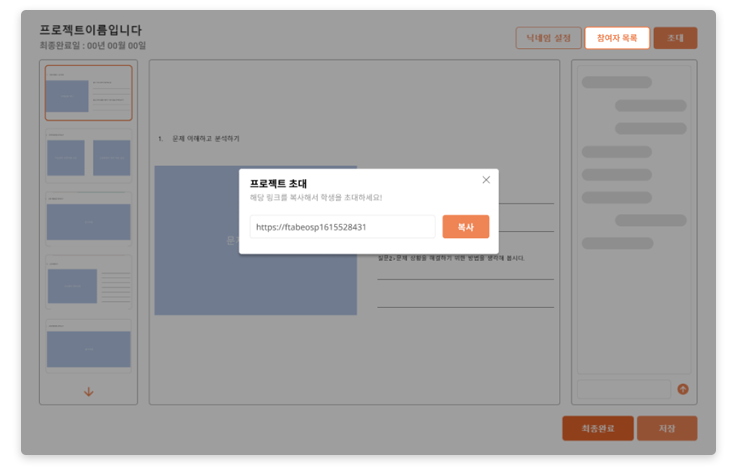 프로젝트이름입니다
최종완료일 : 00년 00월 00일
닉네임 설정
참여자 목록
초대
1. 문제 이해하고 분석하기
프로젝트 초대
해당 링크를 복사해서 학생을 초대하세요!
https://ftabeosp1615528431
복사
질문2>문제 상황을 해결하기 위한 방법을 생각해 봅시다.
최종완료
저장